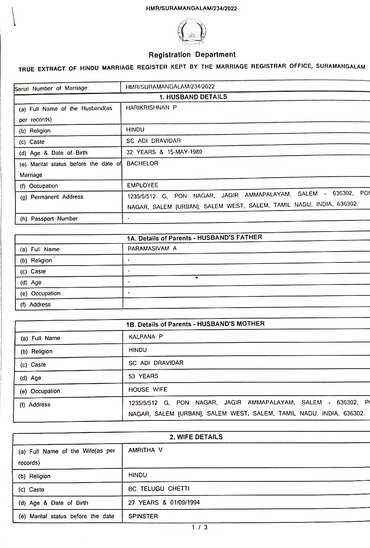 HMR/SURAMANGALAM/234/2022
Registration Department
TRUE EXTRACT OF HINDU MARRIAGE REGISTER KEPT BY THE MARRIAGE REGISTRAR OFFICE, SURAMANGALAM
Serial Number of Marriage HMR/SURAMANGALAM/234/2022
1. HUSBAND DETAILS
(a) Full Name of the Husband(as HARIKRISHNAN P
per records)
(b) Religion HINDU
(c) Caste SC ADI DRAVIDAR
(d) Age & Date of Birth 32 YEARS & 15-MAY-1989
(e) Marital status before the date of BACHELOR
Marriage
(f) Occupation EMPLOYEE
(g) Permanent Address 1235/5/512 G, PON NAGAR, JAGIR AMMAPALAYAM, SALEM - 636302, PON
NAGAR, SALEM [URBAN], SALEM WEST, SALEM, TAMIL NADU, INDIA, 636302.
(h) Passport Number -
1A. Details of Parents - HUSBAND'S FATHER
(a) Full Name PARAMASIVAM A
(b) Religion -
(c) Caste -
(d) Age -
(e) Occupation -
(f) Address
1B. Details of Parents - HUSBAND'S MOTHER
(a) Full Name KALPANA P
(b) Religion HINDU
(c) Caste SC ADI DRAVIDAR
(d) Age 53 YEARS
(e) Occupation HOUSE WIFE
(f) Address 1235/5/512 G, PON NAGAR, JAGIR AMMAPALAYAM, SALEM - 636302, P
NAGAR, SALEM [URBAN], SALEM WEST, SALEM, TAMIL NADU, INDIA, 636302.
2. WIFE DETAILS
(a) Full Name of the Wife(as per AMRITHA V
records)
(b) Religion HINDU
(c) Caste BC TELUGU CHETTI
(d) Age & Date of Birth 27 YEARS & 01/09/1994
(e) Marital status before the date SPINSTER
1 / 3